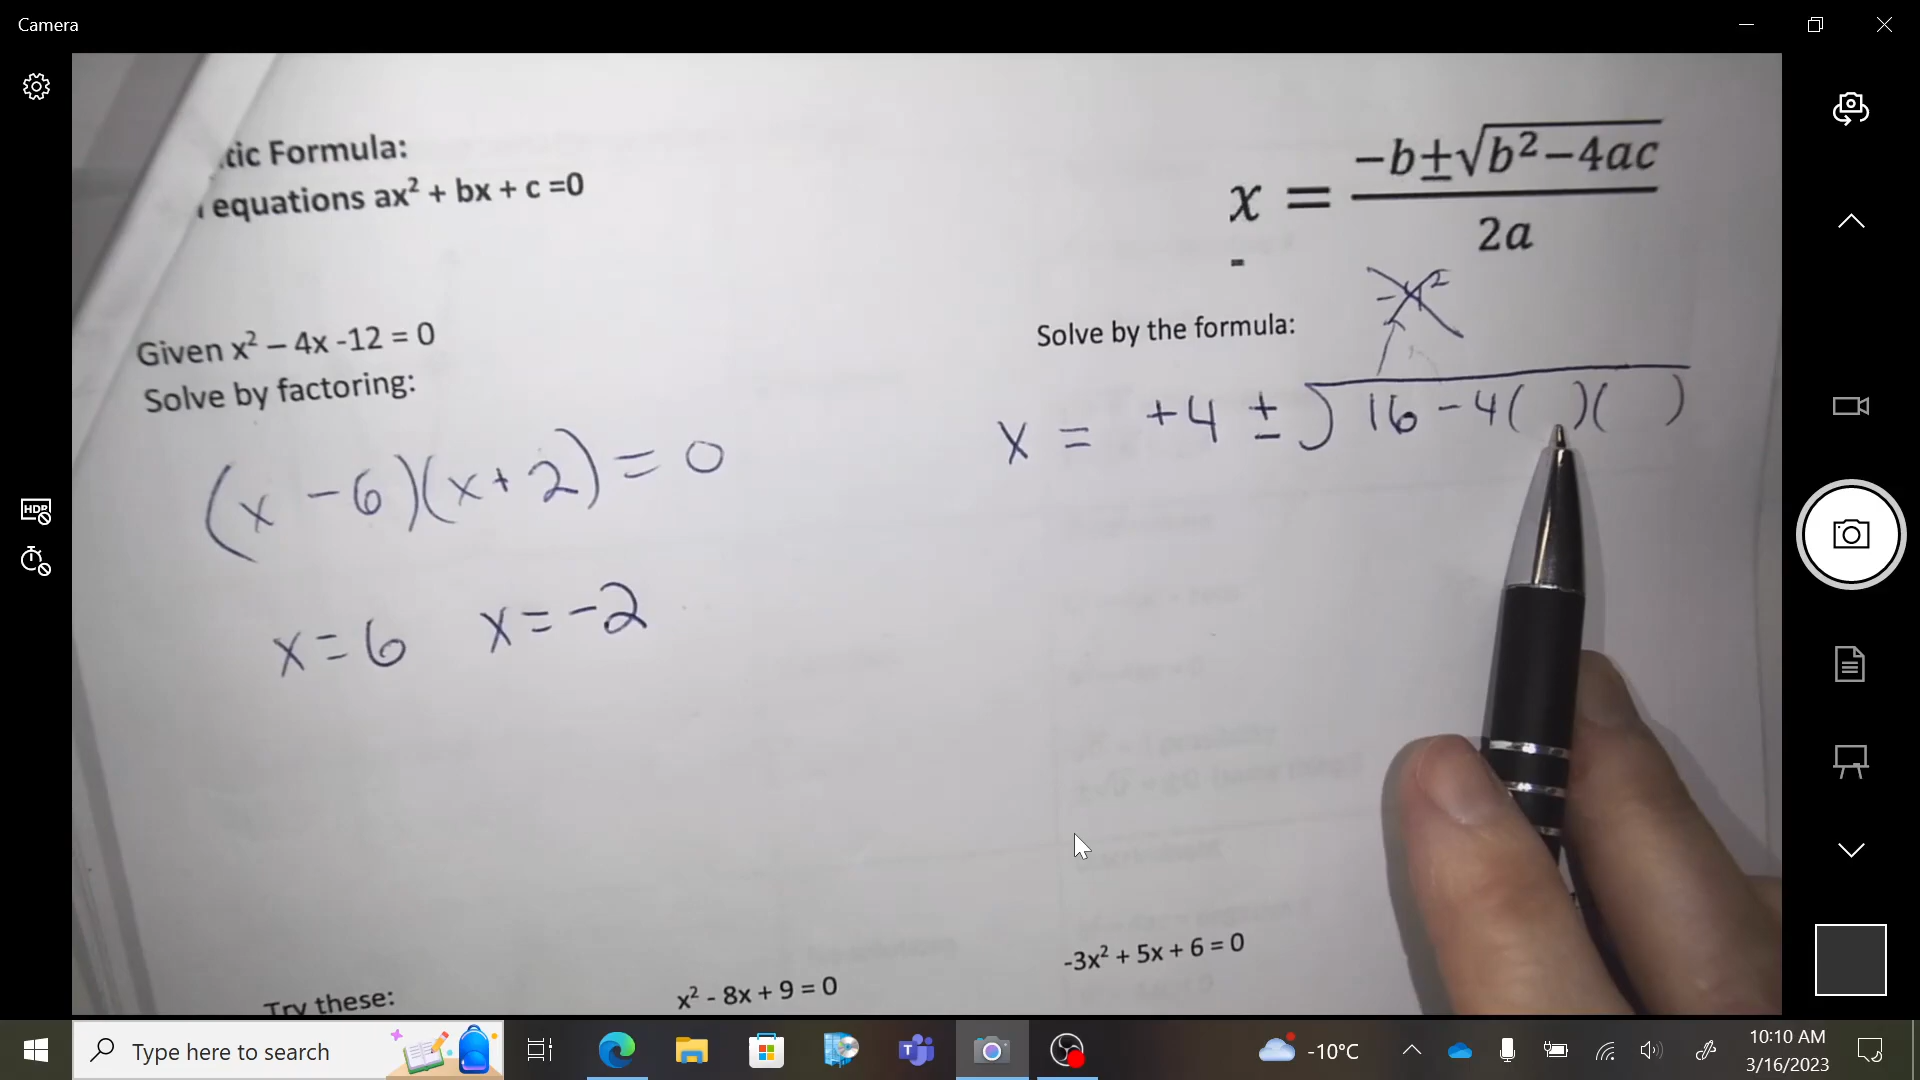 Camera
tic Formula:
equations ax² + bx + c =0
x = −b±√b²−4ac / 2a
-
Given x² – 4x -12 = 0
Solve by factoring:
(x - 6)(x + 2) = 0
x = 6 x = -2
Solve by the formula:
-4²
x = +4 ± √16 - 4( )( )
Try these:
x² - 8x + 9 = 0
-3x² + 5x + 6 = 0
HDR
Type here to search
-10°C
10:10 AM
3/16/2023